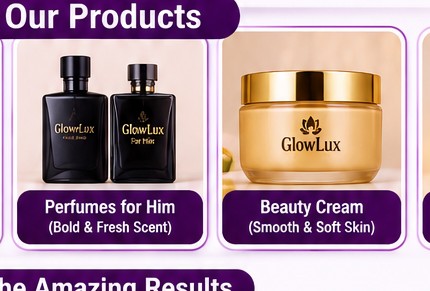 Our Products
GlowLux
GlowLux
For Him
GlowLux
Perfumes for Him
(Bold & Fresh Scent)
Beauty Cream
(Smooth & Soft Skin)
he Amazing Results